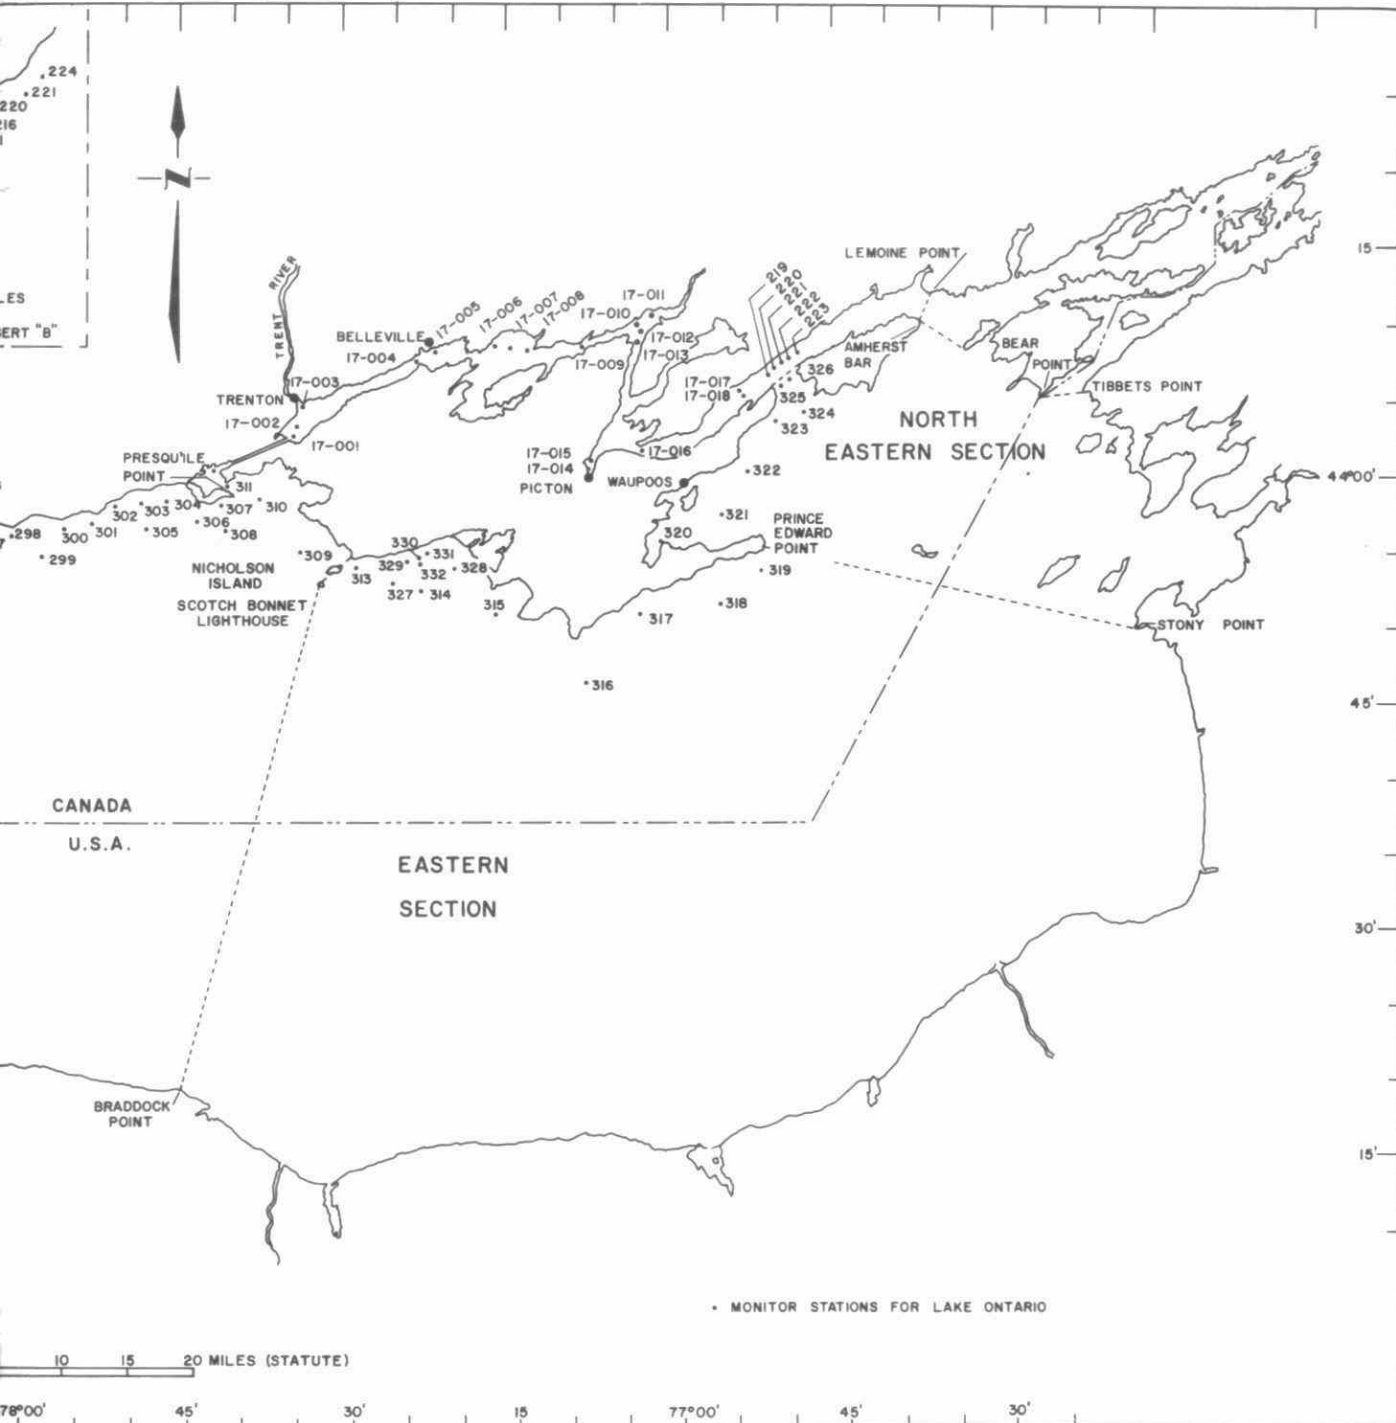 224
221
220
216
N
LES
SERT "B"
TRENT RIVER
BELLEVILLE
17-005
17-006
17-007
17-008
17-004
17-003
TRENTON
17-002
17-001
17-011
17-010
17-012
17-013
17-009
219
220
221
222
223
LEMOINE POINT
15
AMHERST
BAR
BEAR
POINT
TIBBETS POINT
17-017
17-018
326
325
324
323
NORTH
EASTERN SECTION
PRESQU'ILE
POINT
17-015
17-014
PICTON
17-016
WAUPOOS
322
44°00'
311
310
302
303
304
307
306
308
305
298
300
301
299
321
320
PRINCE
EDWARD
POINT
319
309
NICHOLSON
ISLAND
SCOTCH BONNET
LIGHTHOUSE
330
331
329
332
328
313
327
314
315
318
317
STONY POINT
316
45'
CANADA
U.S.A.
EASTERN
SECTION
30'
BRADDOCK
POINT
15'
MONITOR STATIONS FOR LAKE ONTARIO
10 15 20 MILES (STATUTE)
78°00' 45' 30' 15 77°00' 45' 30'